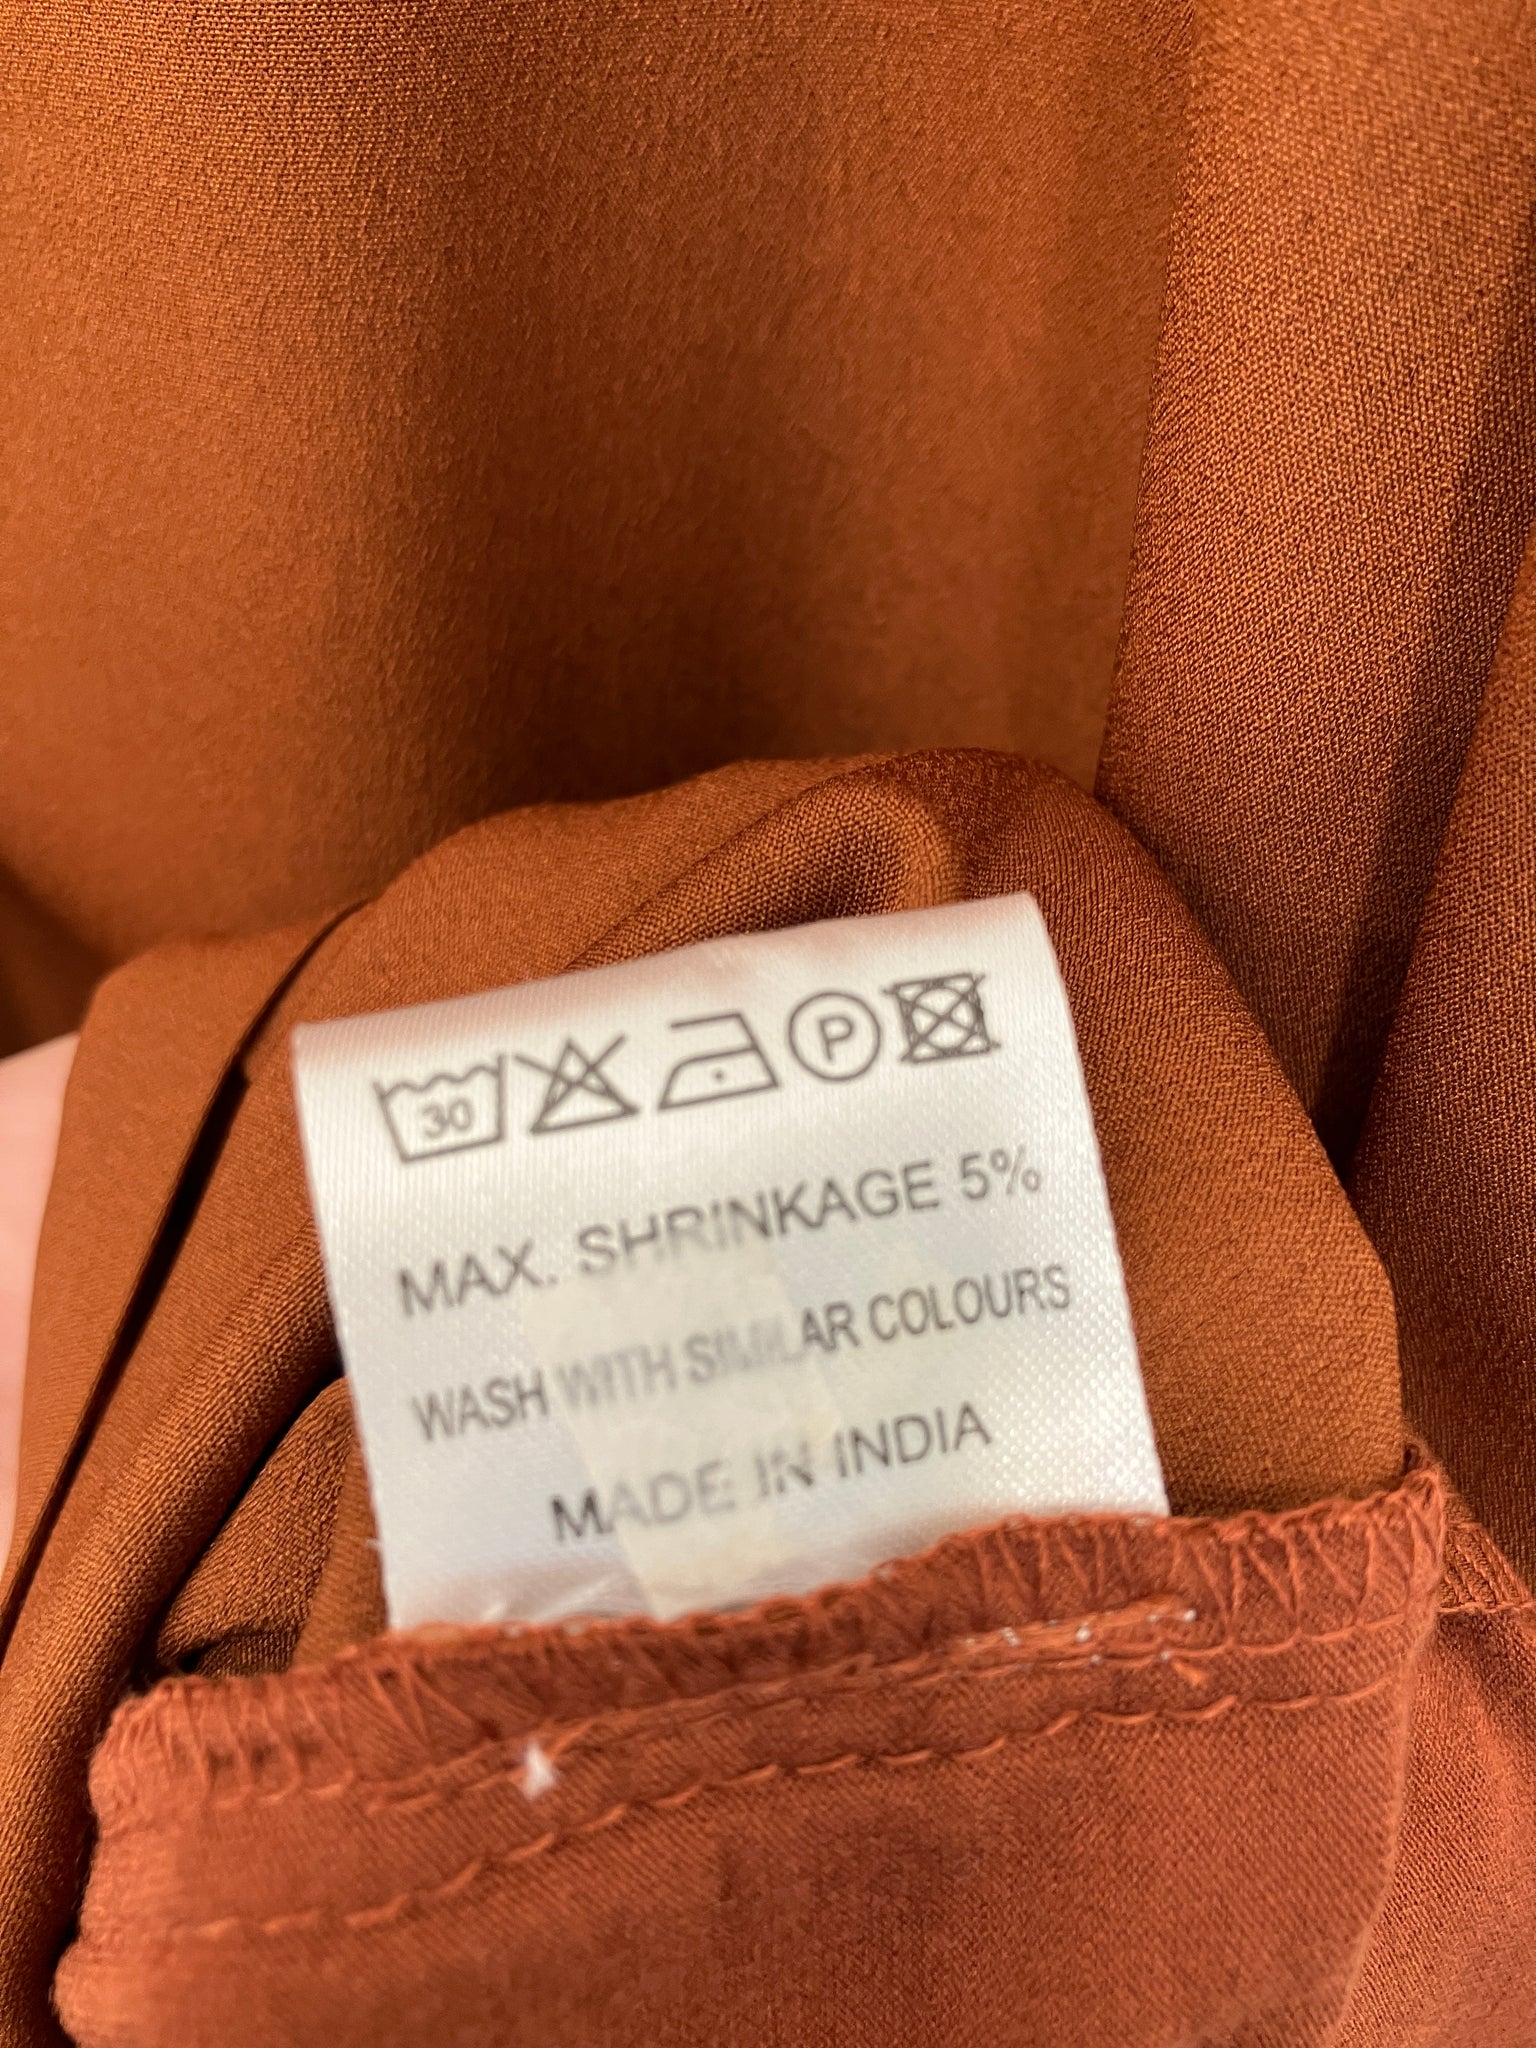 30 P
MAX. SHRINKAGE 5%
WASH WITH SIMILAR COLOURS
MADE IN INDIA